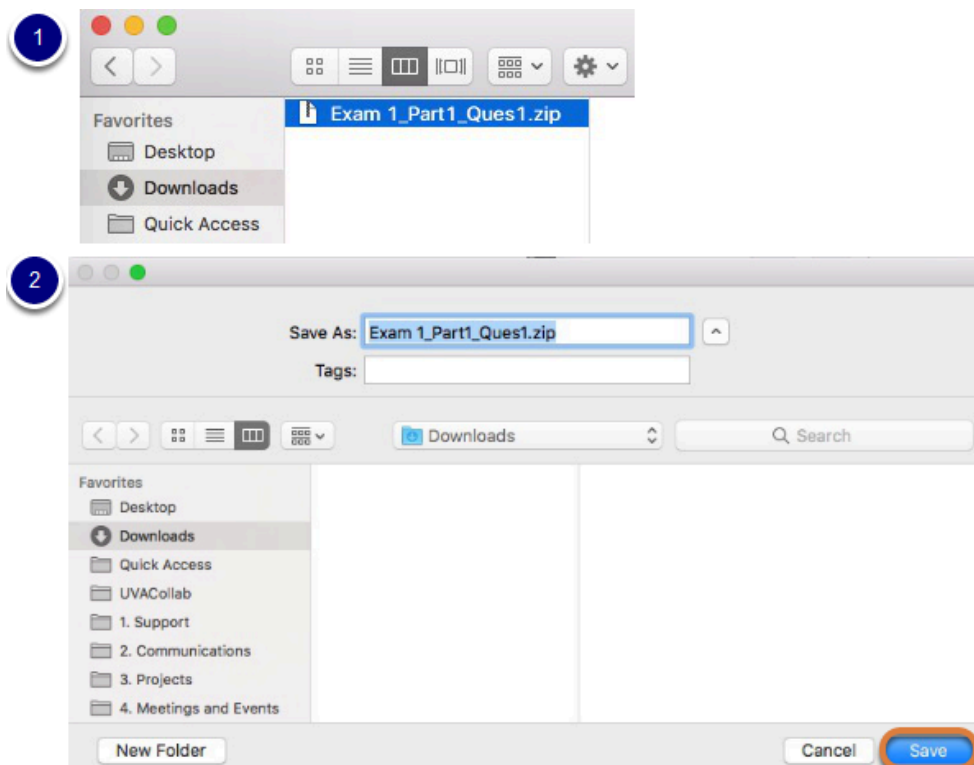 1
Exam 1_Part1_Ques1.zip
Favorites
Desktop
Downloads
Quick Access
2
Save As: Exam 1_Part1_Ques1.zip
Tags:
Downloads
Search
Favorites
Desktop
Downloads
Quick Access
UVACollab
1. Support
2. Communications
3. Projects
4. Meetings and Events
New Folder
Cancel
Save